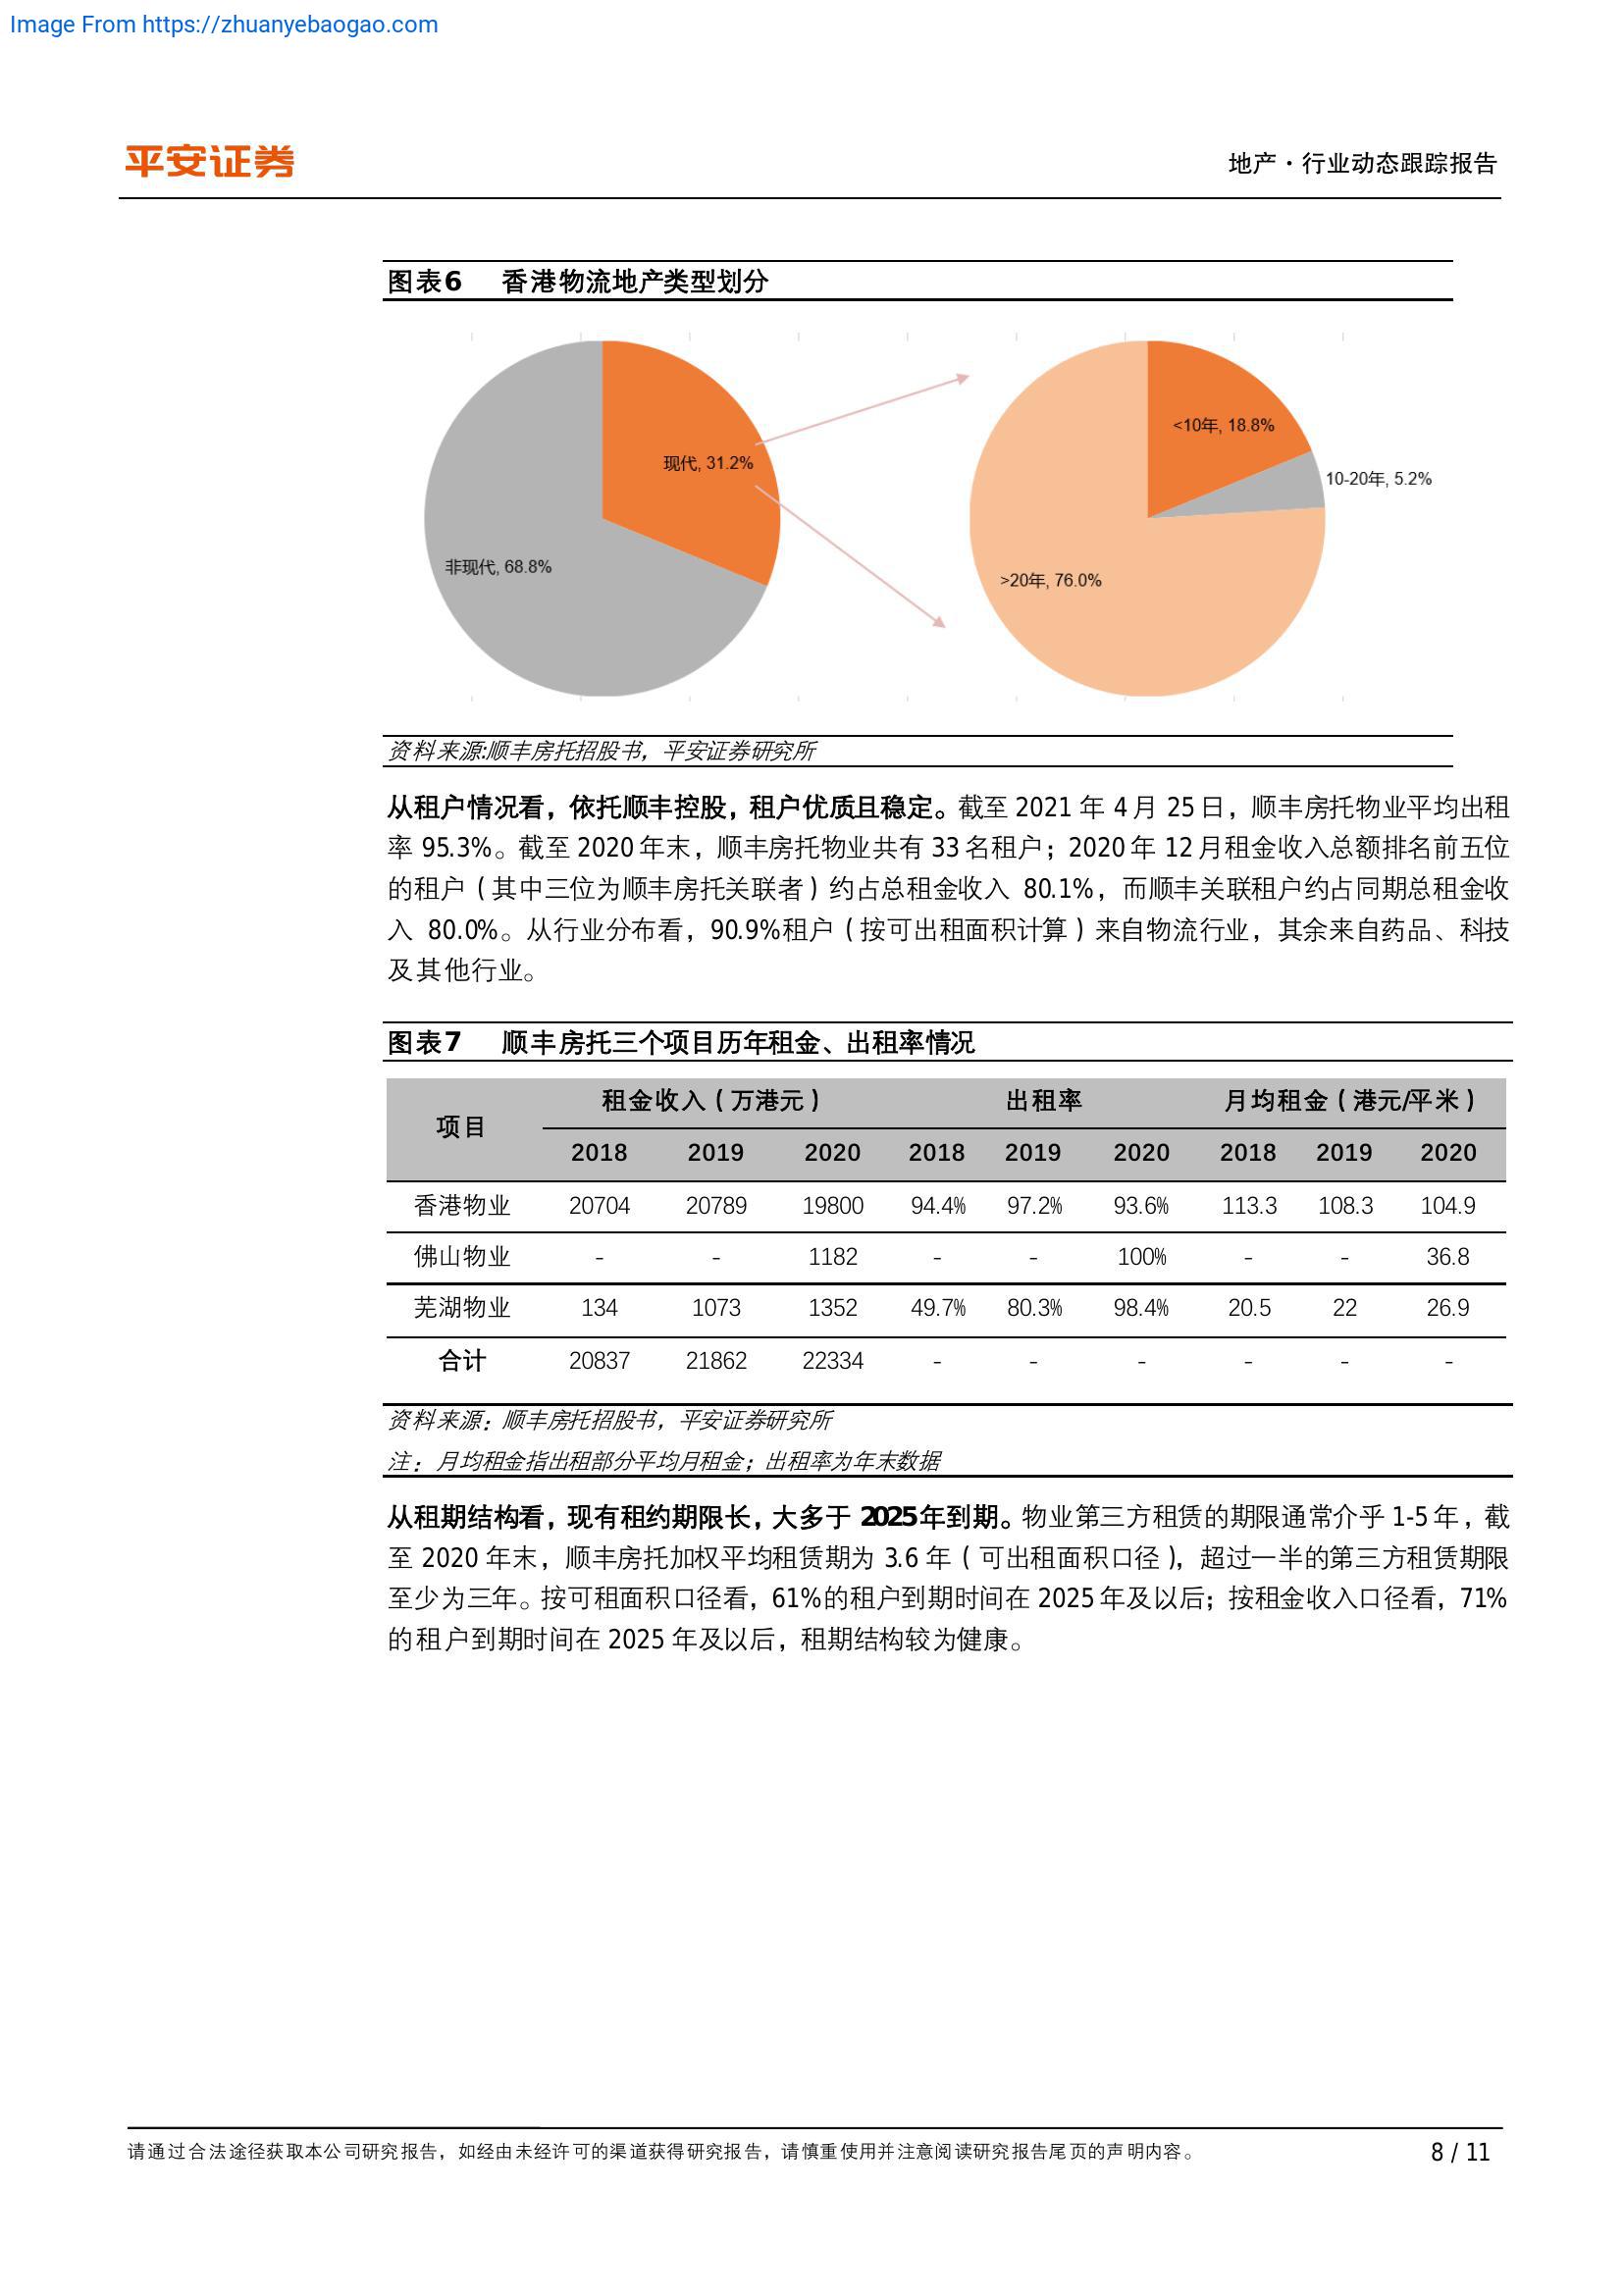 Image From https://zhuanyebaogao.com
平安证券
地产·行业动态跟踪报告
图表6 香港物流地产类型划分
现代, 31.2%
非现代, 68.8%
<10年, 18.8%
10-20年, 5.2%
>20年, 76.0%
资料来源:顺丰房托招股书，平安证券研究所
从租户情况看，依托顺丰控股，租户优质且稳定。截至 2021 年 4 月 25 日，顺丰房托物业平均出租
率 95.3%。截至 2020 年末，顺丰房托物业共有 33 名租户；2020 年 12 月租金收入总额排名前五位
的租户（其中三位为顺丰房托关联者）约占总租金收入 80.1%，而顺丰关联租户约占同期总租金收
入 80.0%。从行业分布看，90.9%租户（按可出租面积计算）来自物流行业，其余来自药品、科技
及其他行业。
图表7 顺丰房托三个项目历年租金、出租率情况
项目 租金收入（万港元） 出租率 月均租金（港元/平米）
2018 2019 2020 2018 2019 2020 2018 2019 2020
香港物业 20704 20789 19800 94.4% 97.2% 93.6% 113.3 108.3 104.9
佛山物业 - - 1182 - - 100% - - 36.8
芜湖物业 134 1073 1352 49.7% 80.3% 98.4% 20.5 22 26.9
合计 20837 21862 22334 - - - - - -
资料来源：顺丰房托招股书，平安证券研究所
注：月均租金指出租部分平均月租金；出租率为年末数据
从租期结构看，现有租约期限长，大多于 2025年到期。物业第三方租赁的期限通常介乎 1-5 年，截
至 2020 年末，顺丰房托加权平均租赁期为 3.6 年（可出租面积口径），超过一半的第三方租赁期限
至少为三年。按可租面积口径看，61%的租户到期时间在 2025 年及以后；按租金收入口径看，71%
的租户到期时间在 2025 年及以后，租期结构较为健康。
请通过合法途径获取本公司研究报告，如经由未经许可的渠道获得研究报告，请慎重使用并注意阅读研究报告尾页的声明内容。 8 / 11